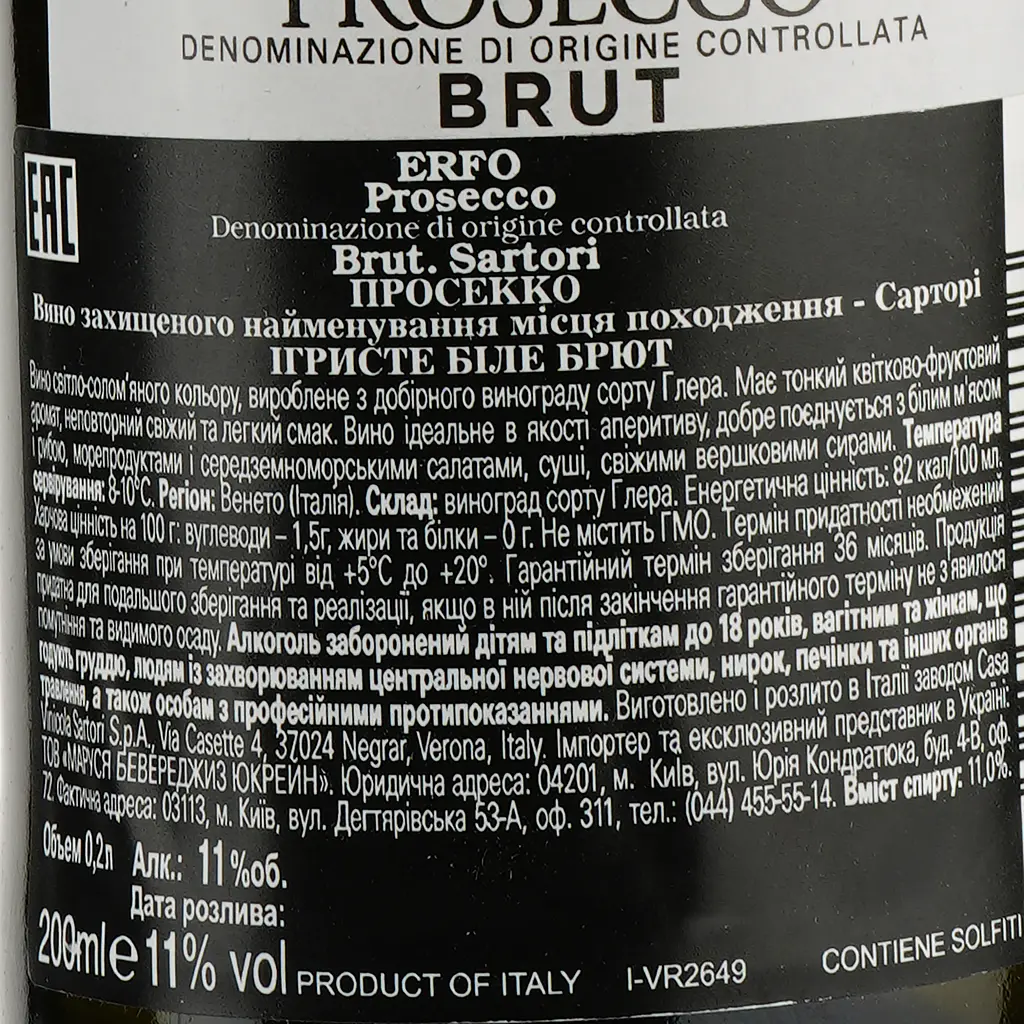 PROSECCO
DENOMINAZIONE DI ORIGINE CONTROLLATA
BRUT
EAC
ERFO
Prosecco
Denominazione di origine controllata
Brut. Sartori
ПРОСЕККО
Вино захищеного найменування місця походження - Сарторі
ІГРИСТЕ БІЛЕ БРЮТ
Вино світло-солом'яного кольору, вироблене з добірного винограду сорту Глера. Має тонкий квітково-фруктовий
аромат, неповторний свіжий та легкий смак. Вино ідеальне в якості аперитиву, добре поєднується з білим м'ясом
і рибою, морепродуктами і середземноморськими салатами, суші, свіжими вершковими сирами. Температура
сервірування: 8-10°C. Регіон: Венето (Італія). Склад: виноград сорту Глера. Енергетична цінність: 82 ккал/100 мл.
Харчова цінність на 100 г: вуглеводи – 1,5г, жири та білки – 0 г. Не містить ГМО. Термін придатності необмежений
за умови зберігання при температурі від +5°C до +20°. Гарантійний термін зберігання 36 місяців. Продукція
придатна для подальшого зберігання та реалізації, якщо в ній після закінчення гарантійного терміну не з явилося
помутніння та видимого осаду. Алкоголь заборонений дітям та підліткам до 18 років, вагітним та жінкам, що
годують груддю, людям із захворюванням центральної нервової системи, нирок, печінки та інших органів
травлення, а також особам з професійними протипоказаннями. Виготовлено і розлито в Італії заводом Casa
Vinicola Sartori S.p.A., Via Casette 4, 37024 Negrar, Verona, Italy. Імпортер та ексклюзивний представник в Україні:
ТОВ «МАРУСЯ БЕВЕРЕДЖИЗ ЮКРЕЙН». Юридична адреса: 04201, м. Київ, вул. Юрія Кондратюка, буд. 4-В, оф.
72. Фактична адреса: 03113, м. Київ, вул. Дегтярівська 53-А, оф. 311, тел.: (044) 455-55-14. Вміст спирту: 11,0%.
Объем 0,2л Алк.: 11%об.
Дата розлива:
200ml e 11% vol PRODUCT OF ITALY I-VR2649 CONTIENE SOLFITI